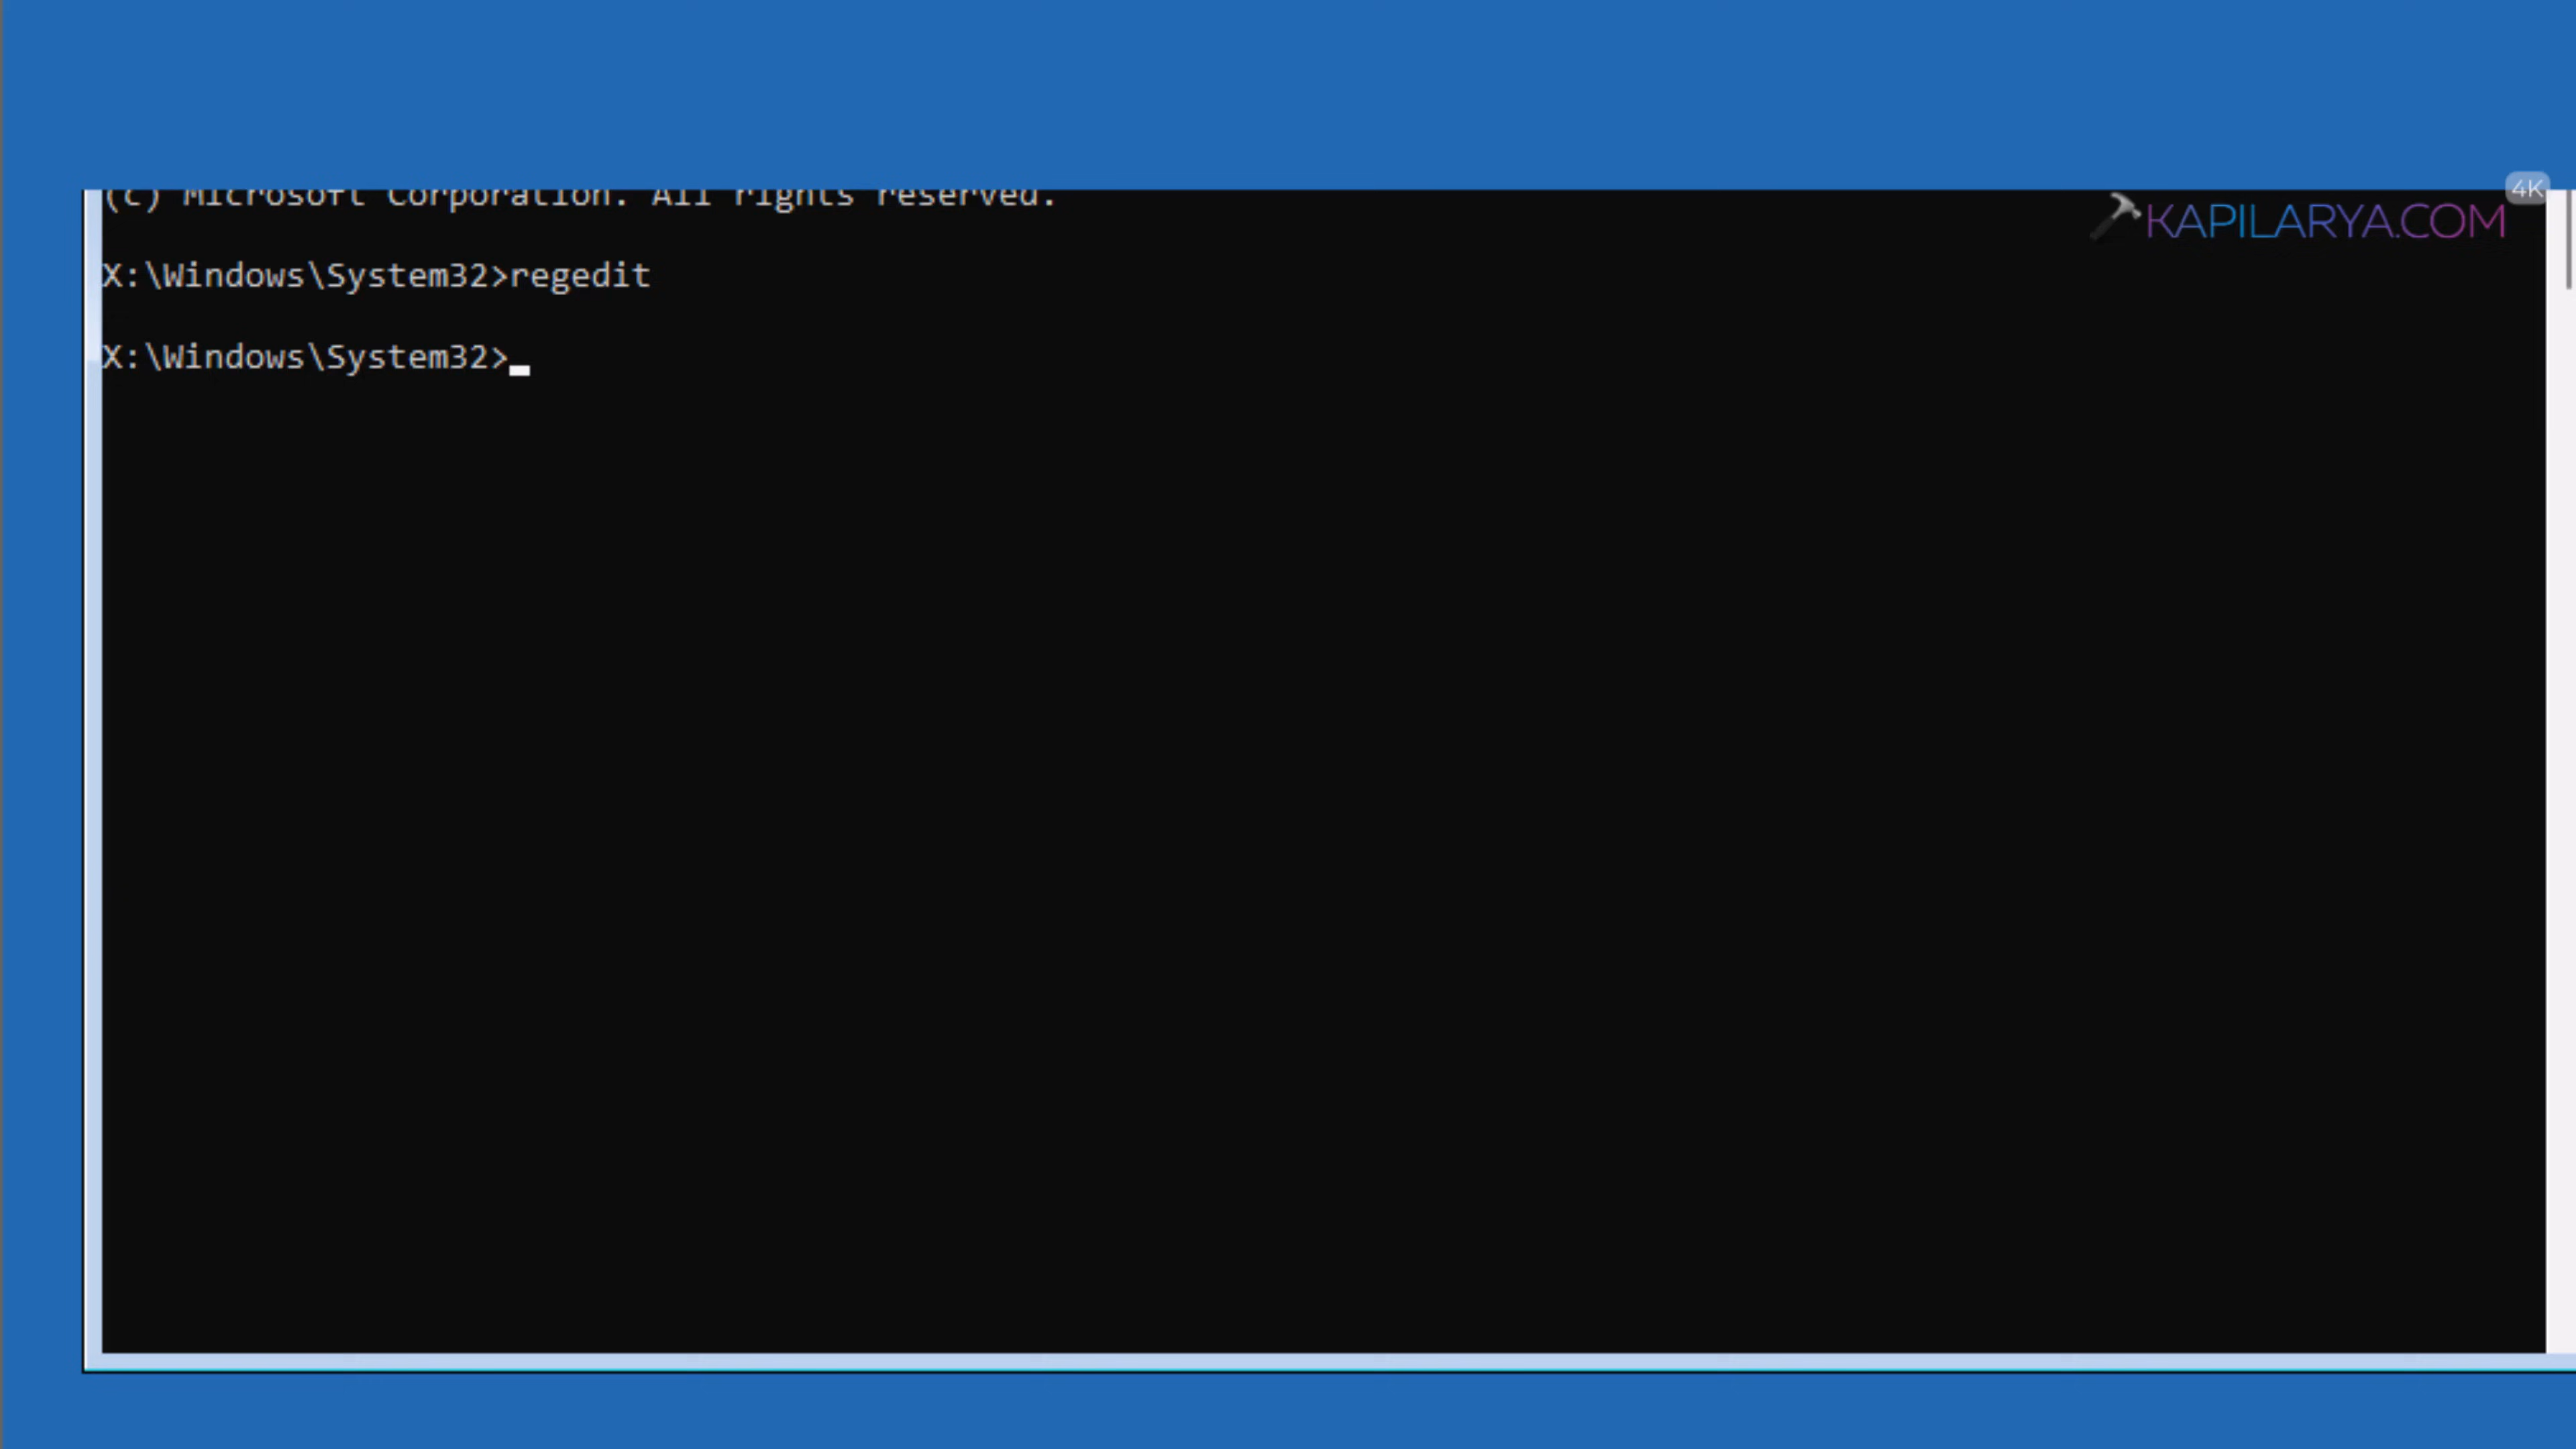 (c) Microsoft Corporation. All rights reserved.
4K
KAPILARYA.COM
X:\Windows\System32>regedit
X:\Windows\System32>